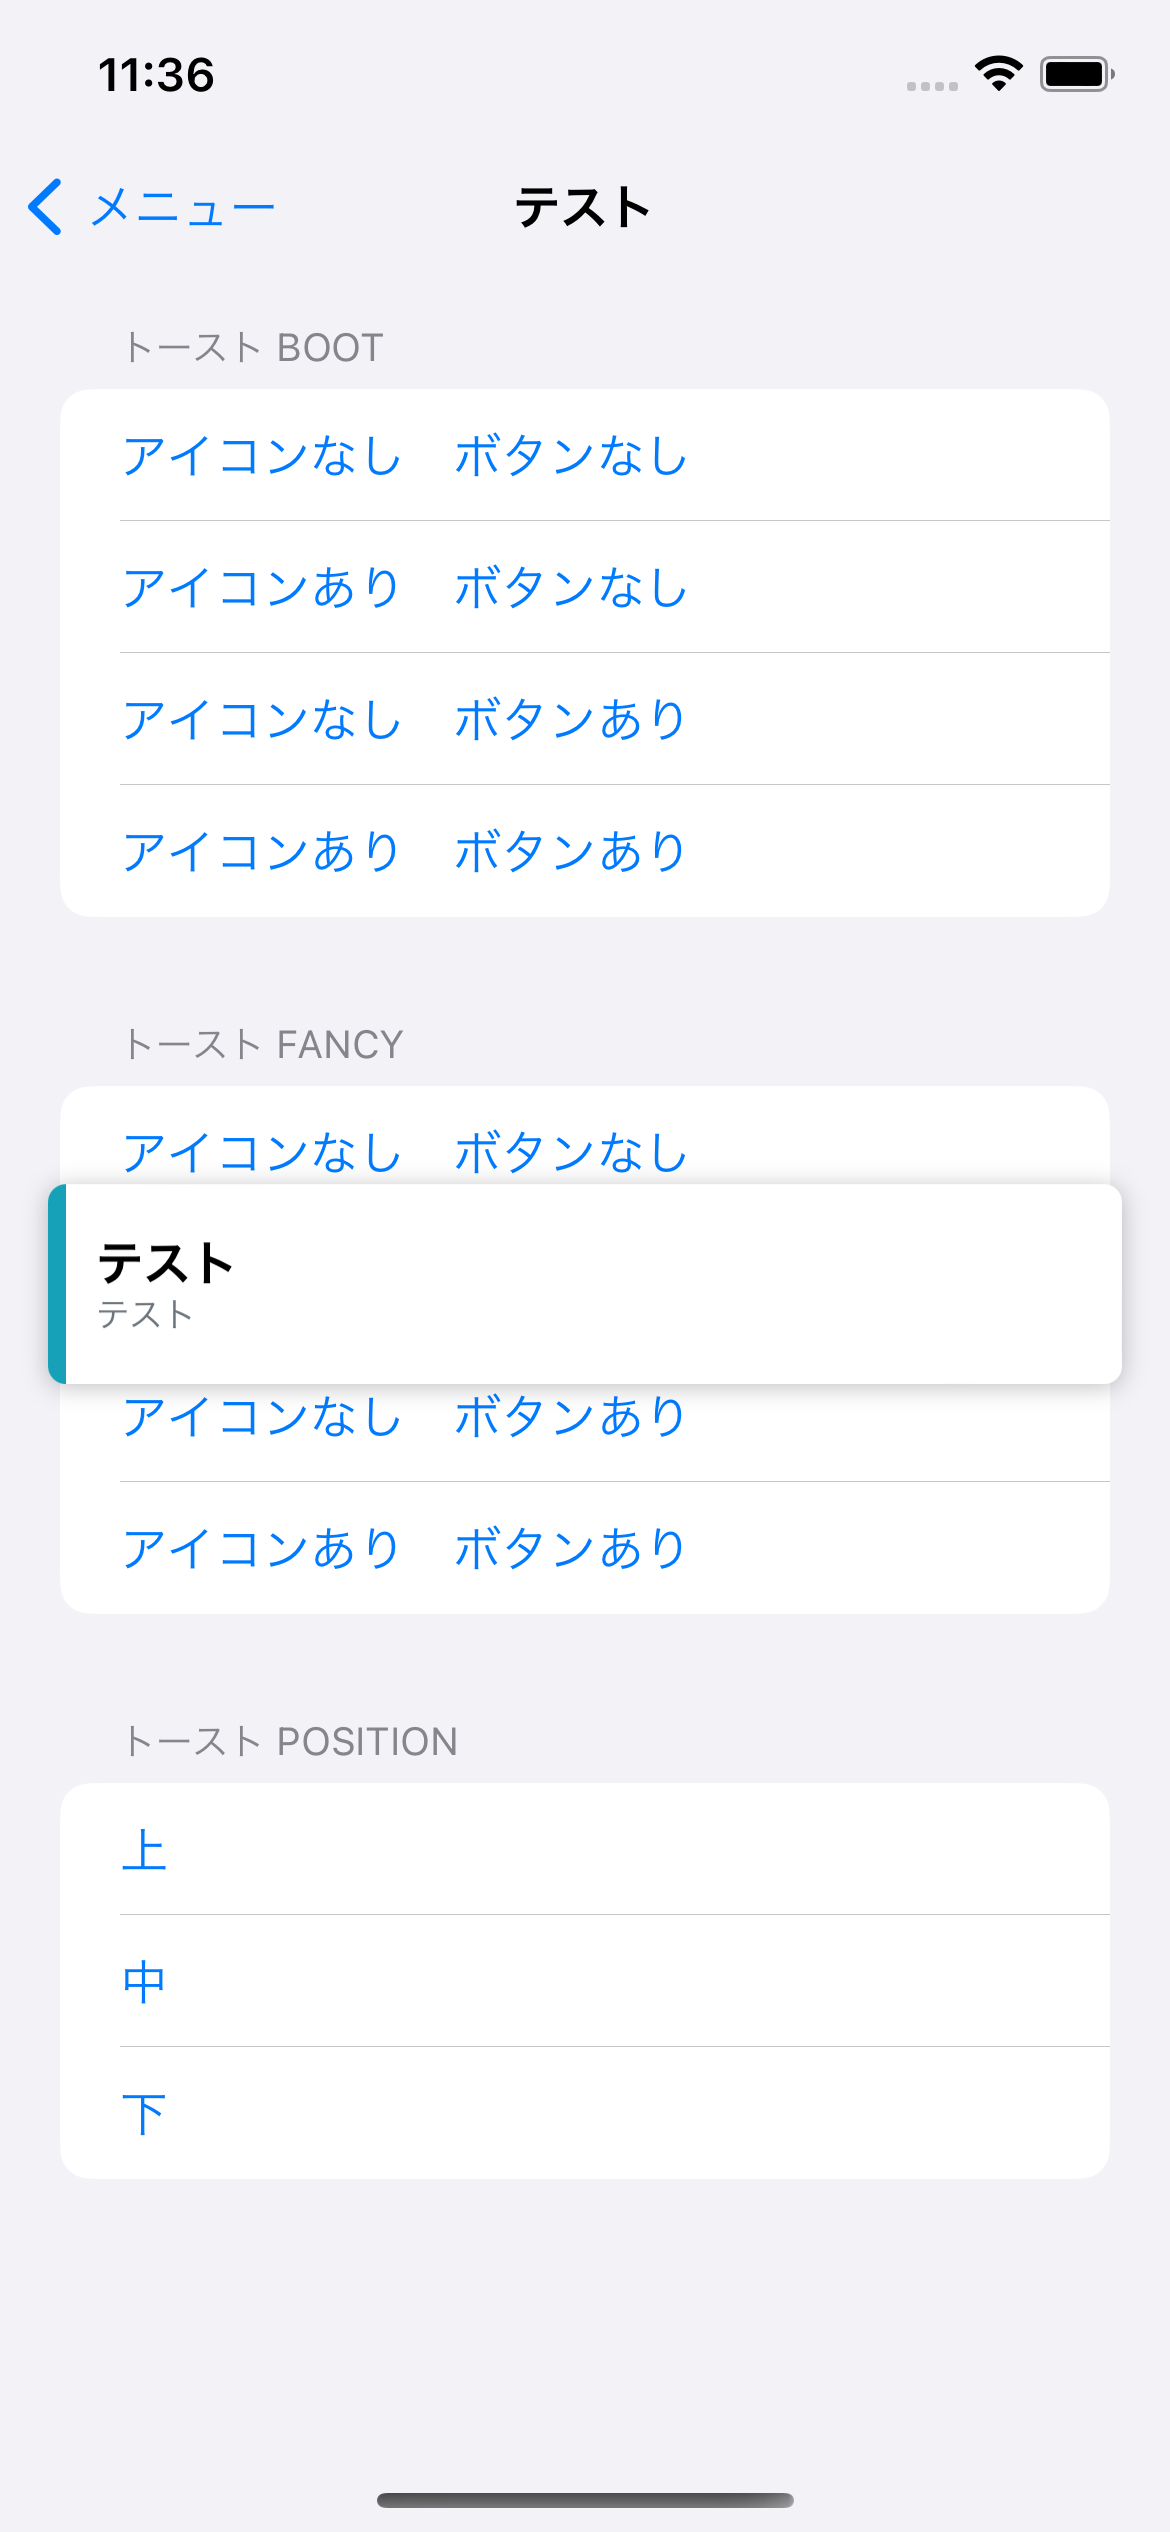 11:36
メニュー
テスト
トースト BOOT
アイコンなし　ボタンなし
アイコンあり　ボタンなし
アイコンなし　ボタンあり
アイコンあり　ボタンあり
トースト FANCY
アイコンなし　ボタンなし
テスト
テスト
アイコンなし　ボタンあり
アイコンあり　ボタンあり
トースト POSITION
上
中
下